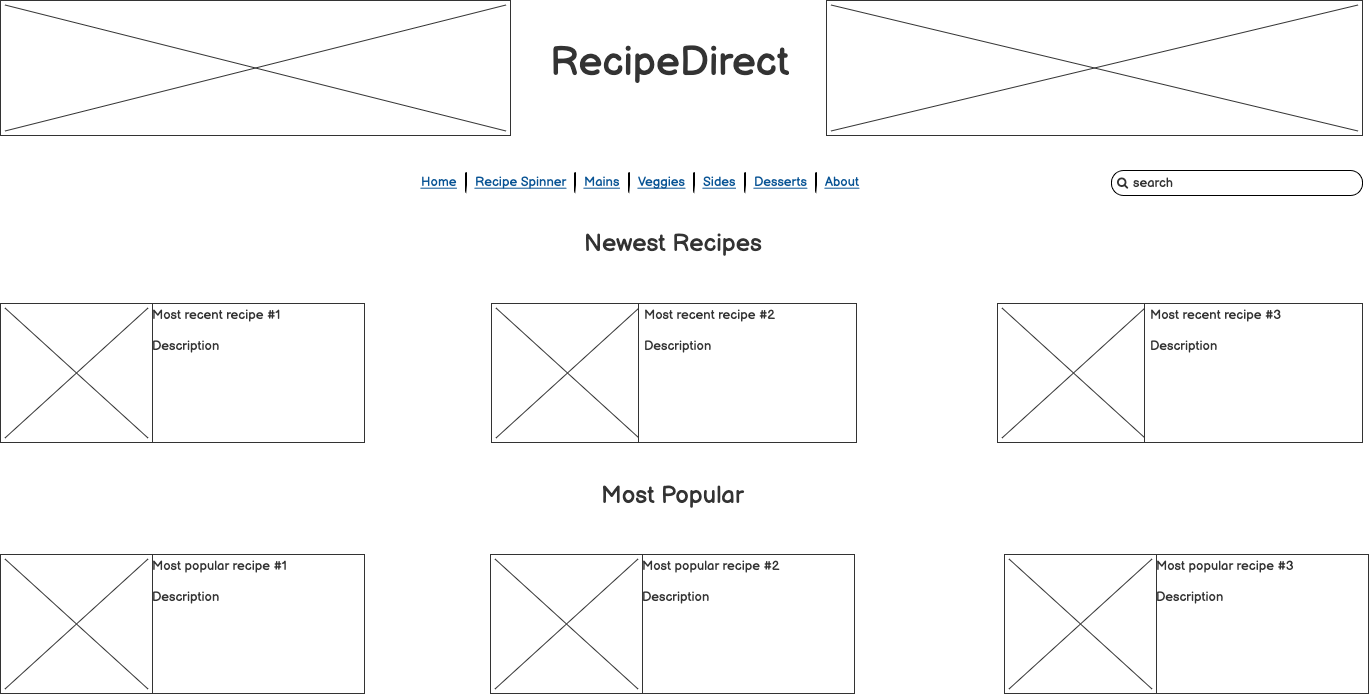 RecipeDirect
Home Recipe Spinner Mains Veggies Sides Desserts About search
Newest Recipes
Most recent recipe #1
Description
Most recent recipe #2
Description
Most recent recipe #3
Description
Most Popular
Most popular recipe #1
Description
Most popular recipe #2
Description
Most popular recipe #3
Description